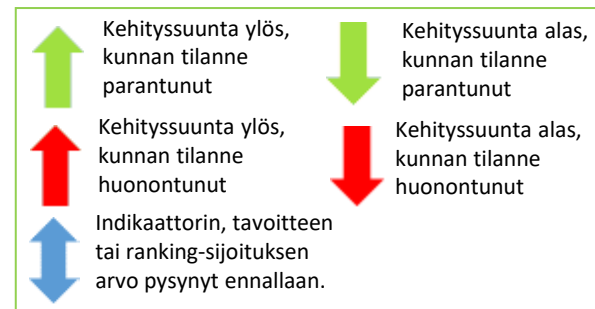 Kehityssuunta ylös,
kunnan tilanne
parantunut
Kehityssuunta alas,
kunnan tilanne
parantunut
Kehityssuunta ylös,
kunnan tilanne
huonontunut
Kehityssuunta alas,
kunnan tilanne
huonontunut
Indikaattorin, tavoitteen
tai ranking-sijoituksen
arvo pysynyt ennallaan.